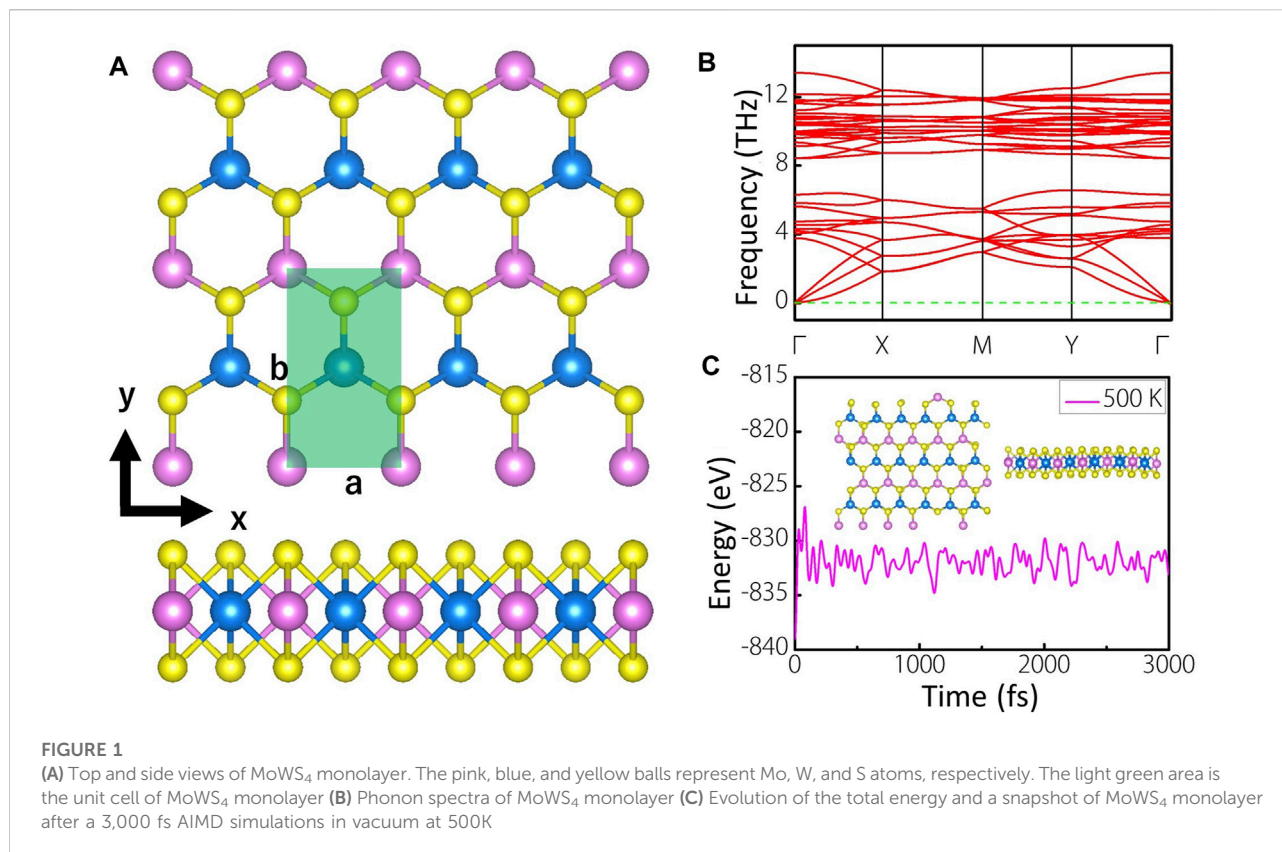 A
b
y
a
x
B
Frequency (THz)
12
8
4
0
Γ X M Y Γ
C
-815
-820
-825
-830
-835
-840
Energy (eV)
500 K
0 1000 2000 3000
Time (fs)
FIGURE 1
(A) Top and side views of MoWS₄ monolayer. The pink, blue, and yellow balls represent Mo, W, and S atoms, respectively. The light green area is
the unit cell of MoWS₄ monolayer (B) Phonon spectra of MoWS₄ monolayer (C) Evolution of the total energy and a snapshot of MoWS₄ monolayer
after a 3,000 fs AIMD simulations in vacuum at 500K